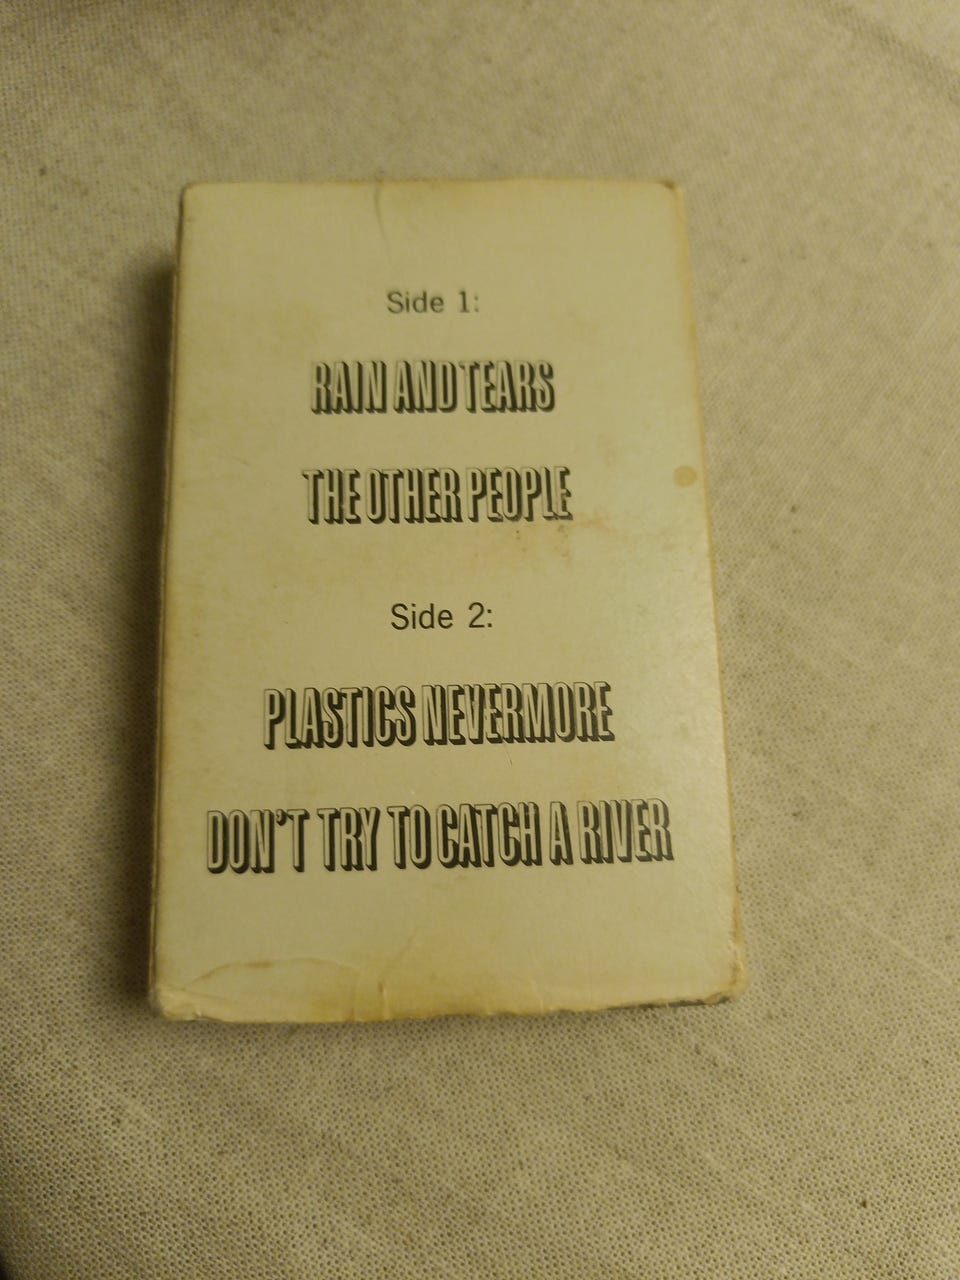 Side 1:
RAIN AND TEARS
THE OTHER PEOPLE
Side 2:
PLASTICS NEVERMORE
DON'T TRY TO CATCH A RIVER